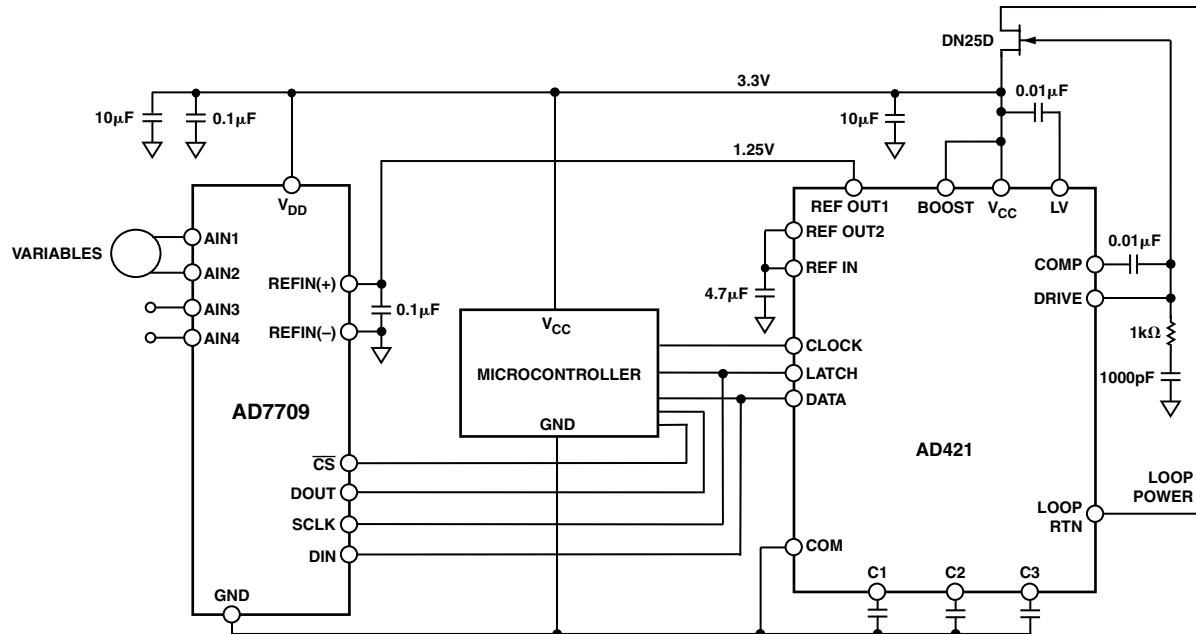 DN25D
3.3V
0.01μF
10μF
0.1μF
10μF
1.25V
VDD
REF OUT1
BOOST
VCC
LV
VARIABLES
AIN1
AIN2
AIN3
AIN4
REFIN(+)
REFIN(–)
0.1μF
AD7709
CS
DOUT
SCLK
DIN
GND
VCC
MICROCONTROLLER
GND
REF OUT2
REF IN
4.7μF
CLOCK
LATCH
DATA
COM
AD421
COMP
DRIVE
0.01μF
1kΩ
1000pF
LOOP
POWER
LOOP
RTN
C1
C2
C3